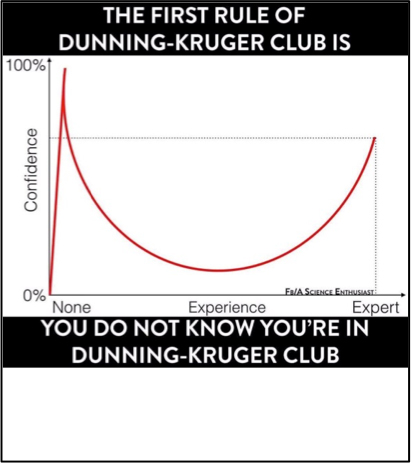 THE FIRST RULE OF
DUNNING-KRUGER CLUB IS
100%
Confidence
0%
FB/A SCIENCE ENTHUSIAST
None Experience Expert
YOU DO NOT KNOW YOU'RE IN
DUNNING-KRUGER CLUB